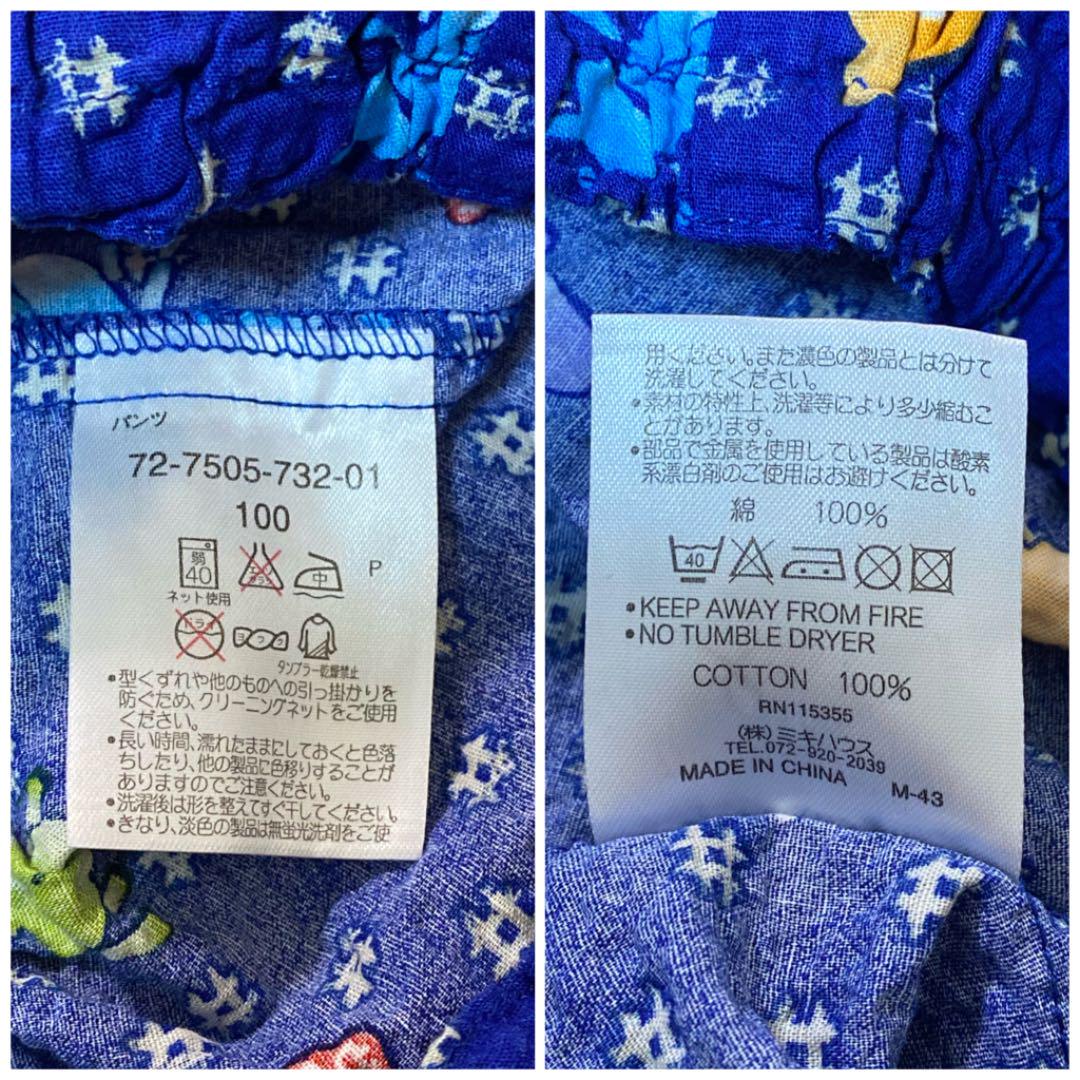 パンツ
72-7505-732-01
100
弱
40
エンソ
サラシ
中
P
ネット使用
ドライ
ヨワク
タンブラー乾燥禁止
•型くずれや他のものへの引っ掛かりを
防ぐため、クリーニングネットをご使用
ください。
•長い時間、濡れたままにしておくと色落
ちしたり、他の製品に色移りすることが
ありますのでご注意ください。
•洗濯後は形を整えてすぐ干してください。
•きなり、淡色の製品は無蛍光洗剤をご使
用ください。また濃色の製品とは分けて
洗濯してください。
•素材の特性上、洗濯等により多少縮むこ
とがあります。
•部品で金属を使用している製品は酸素
系漂白剤のご使用はお避けください。
綿 100%
40
•KEEP AWAY FROM FIRE
•NO TUMBLE DRYER
COTTON 100%
RN115355
(株)ミキハウス
TEL.072-920-2039
MADE IN CHINA M-43